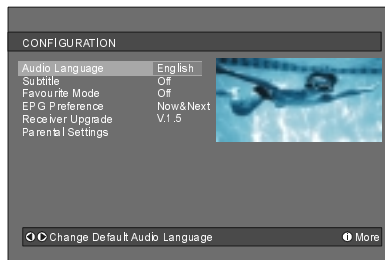 CONFIGURATION
Audio Language English
Subtitle Off
Favourite Mode Off
EPG Preference Now&Next
Receiver Upgrade V.1.5
Parental Settings
Change Default Audio Language More